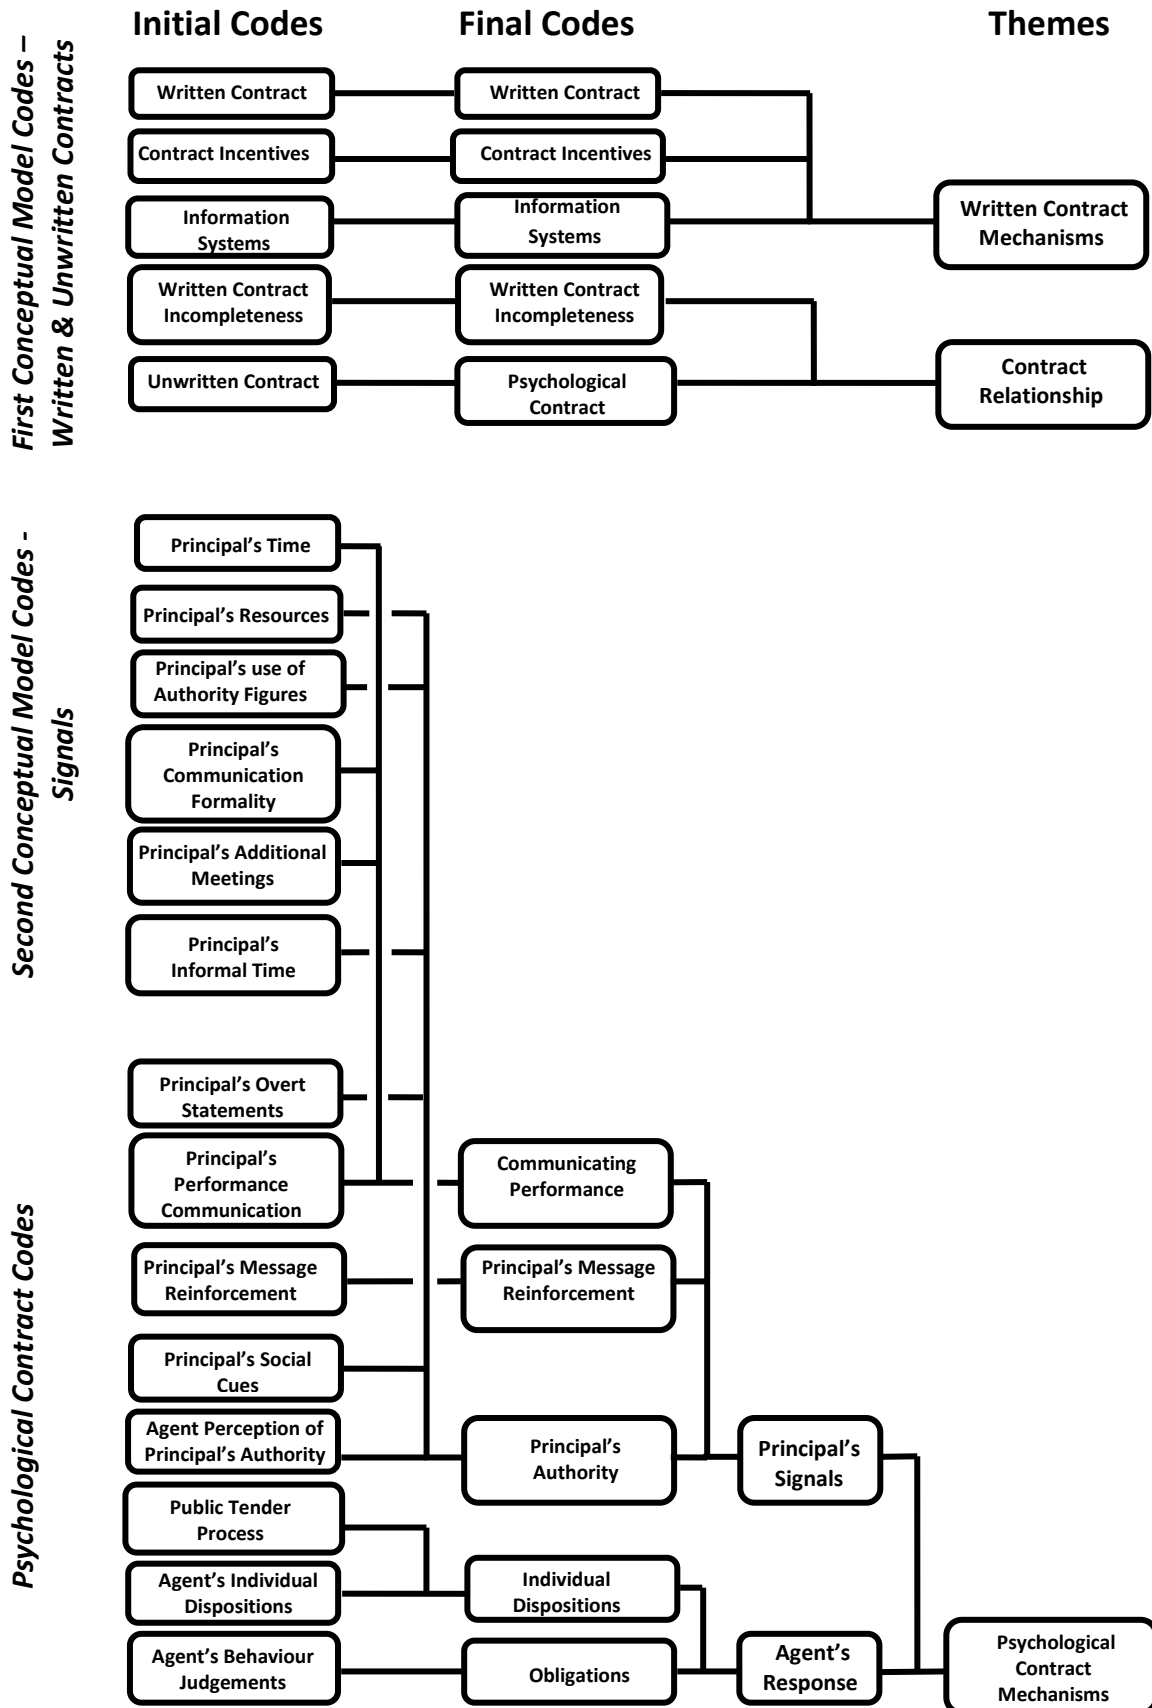 Initial Codes
Final Codes
Themes
First Conceptual Model Codes –
Written & Unwritten Contracts
Written Contract
Written Contract
Contract Incentives
Contract Incentives
Information
Systems
Information
Systems
Written Contract
Mechanisms
Written Contract
Incompleteness
Written Contract
Incompleteness
Unwritten Contract
Psychological
Contract
Contract
Relationship
Second Conceptual Model Codes -
Signals
Principal’s Time
Principal’s Resources
Principal’s use of
Authority Figures
Principal’s
Communication
Formality
Principal’s Additional
Meetings
Principal’s
Informal Time
Psychological Contract Codes
Principal’s Overt
Statements
Principal’s
Performance
Communication
Communicating
Performance
Principal’s Message
Reinforcement
Principal’s Message
Reinforcement
Principal’s Social
Cues
Agent Perception of
Principal’s Authority
Principal’s
Authority
Principal’s
Signals
Public Tender
Process
Agent’s Individual
Dispositions
Individual
Dispositions
Agent’s Behaviour
Judgements
Obligations
Agent’s
Response
Psychological
Contract
Mechanisms